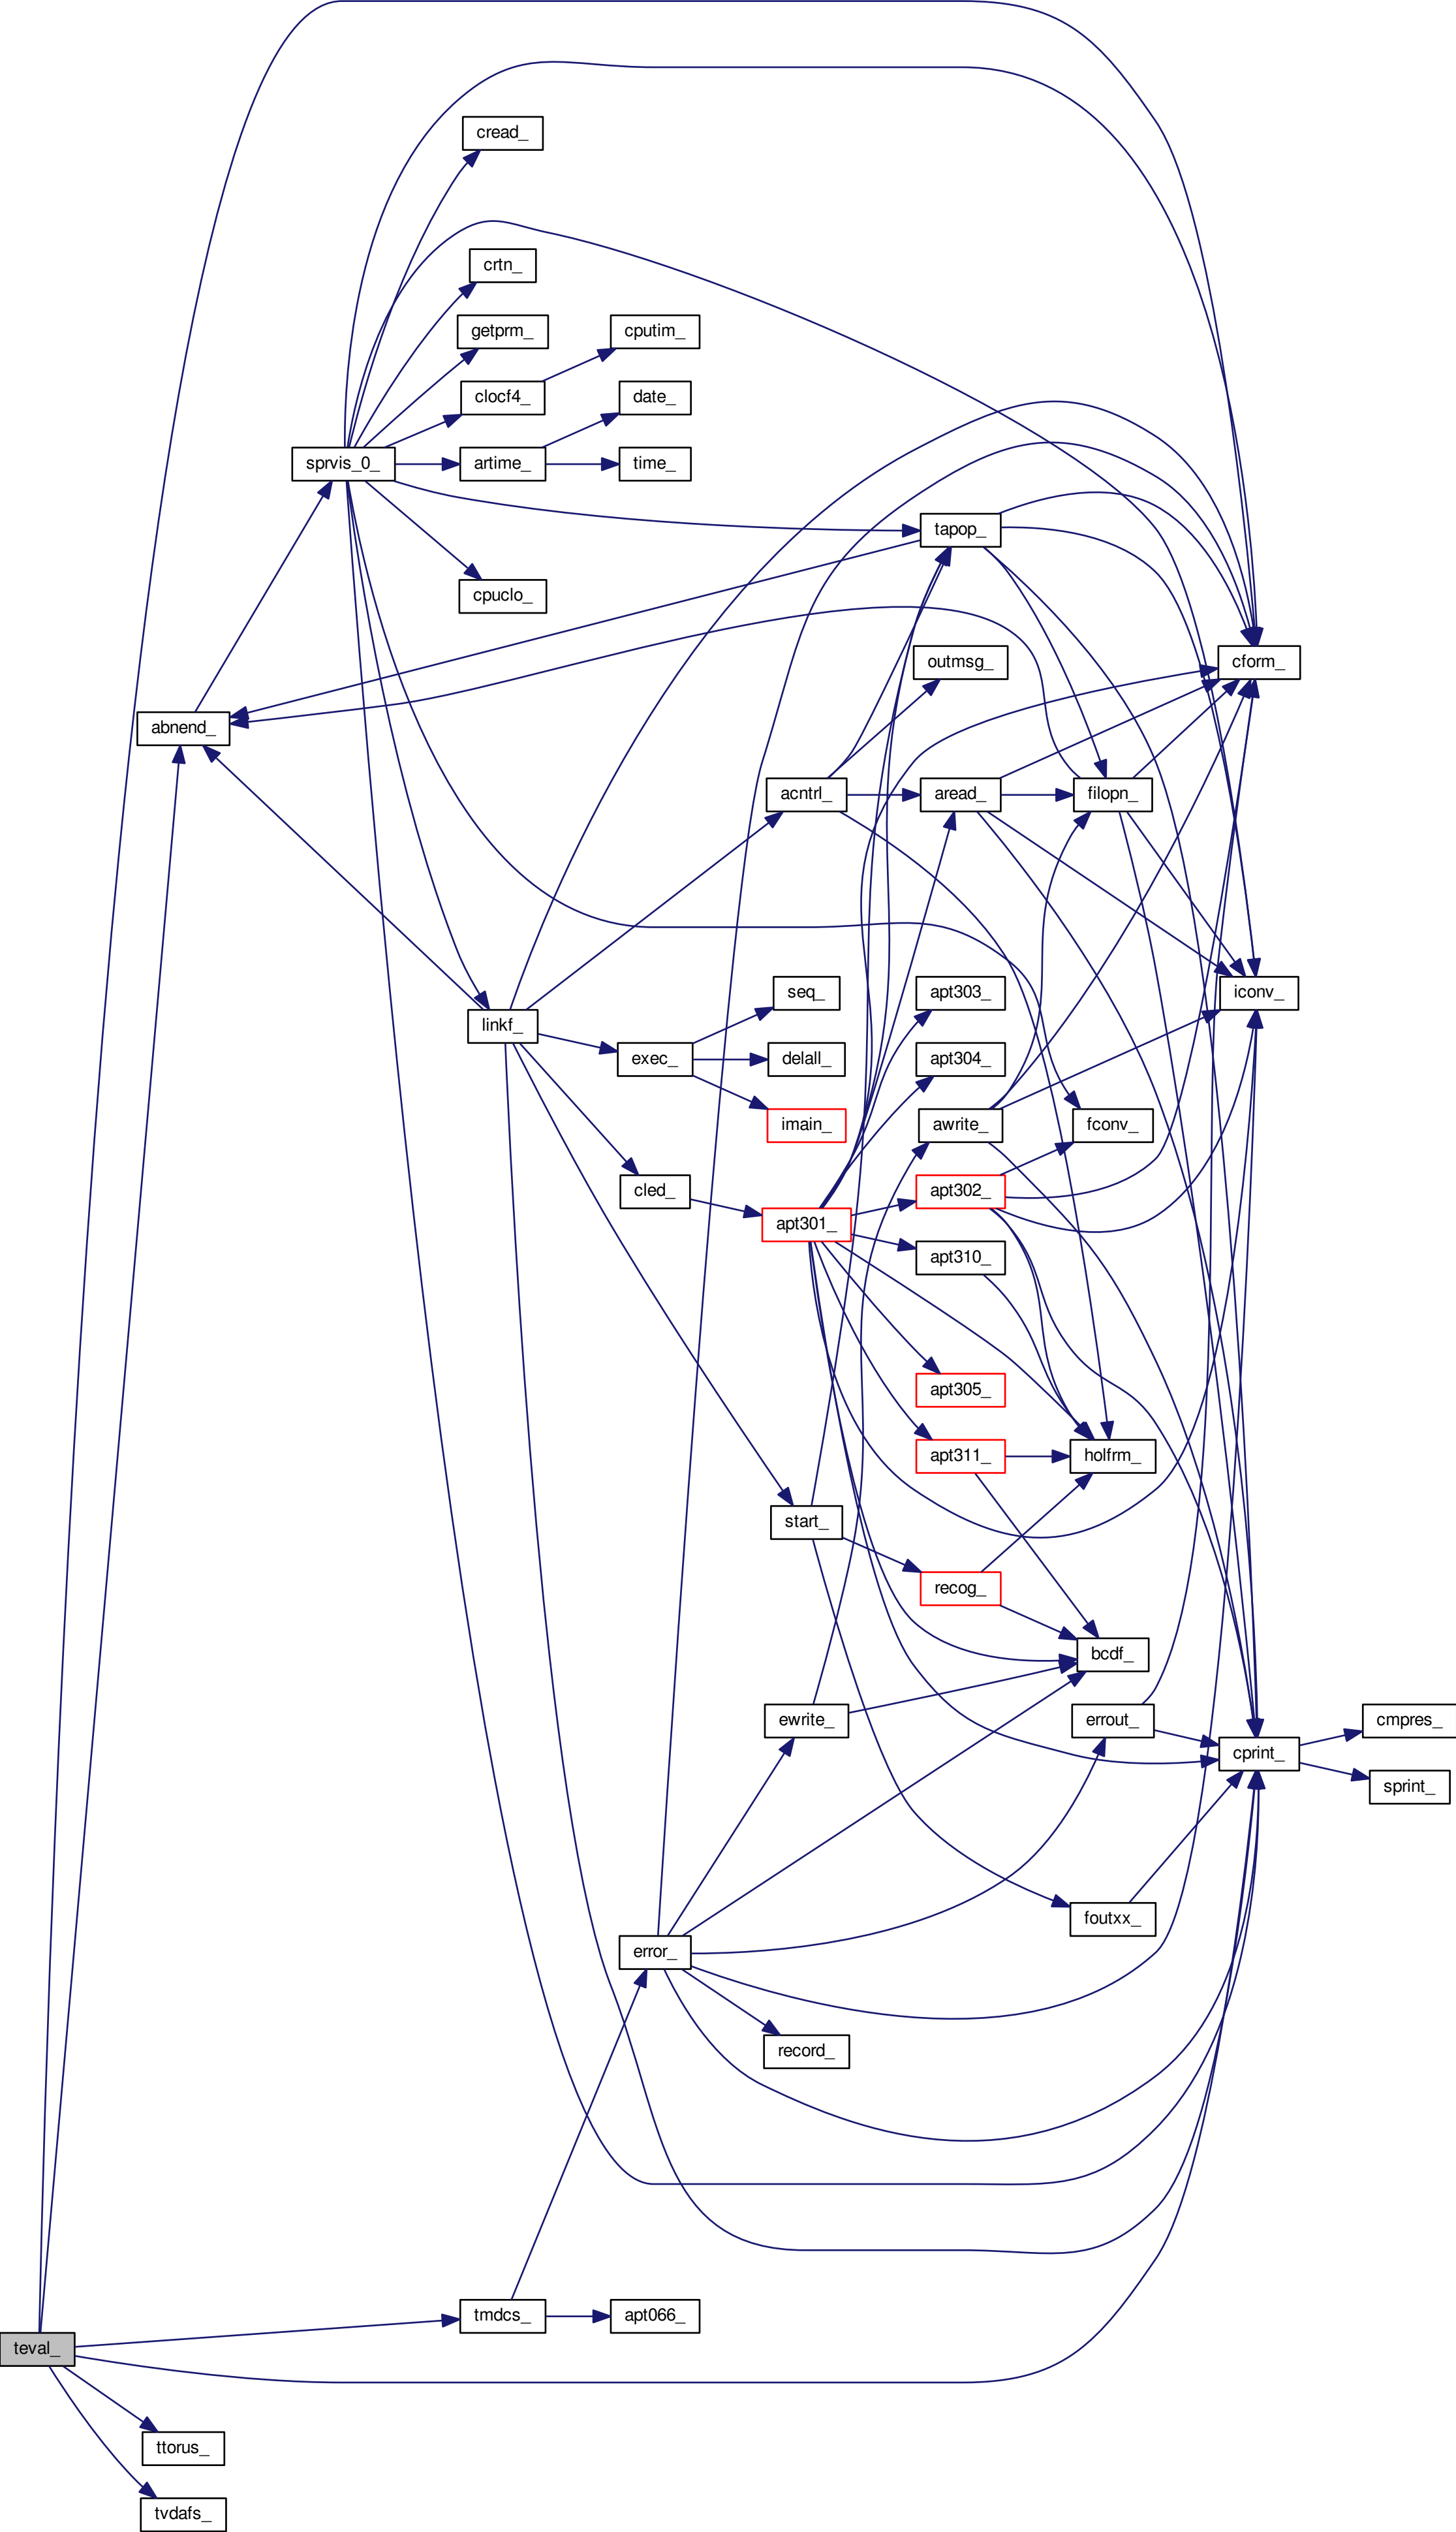 cread_
crtn_
getprm_
cputim_
clocf4_
date_
sprvis_0_
artime_
time_
tapop_
cpuclo_
outmsg_
cform_
abnend_
acntrl_
aread_
filopn_
seq_
apt303_
iconv_
linkf_
exec_
delall_
apt304_
imain_
awrite_
fconv_
cled_
apt302_
apt301_
apt310_
apt305_
apt311_
holfrm_
start_
recog_
bcdf_
ewrite_
errout_
cmpres_
cprint_
sprint_
foutxx_
error_
record_
tmdcs_
apt066_
teval_
ttorus_
tvdafs_